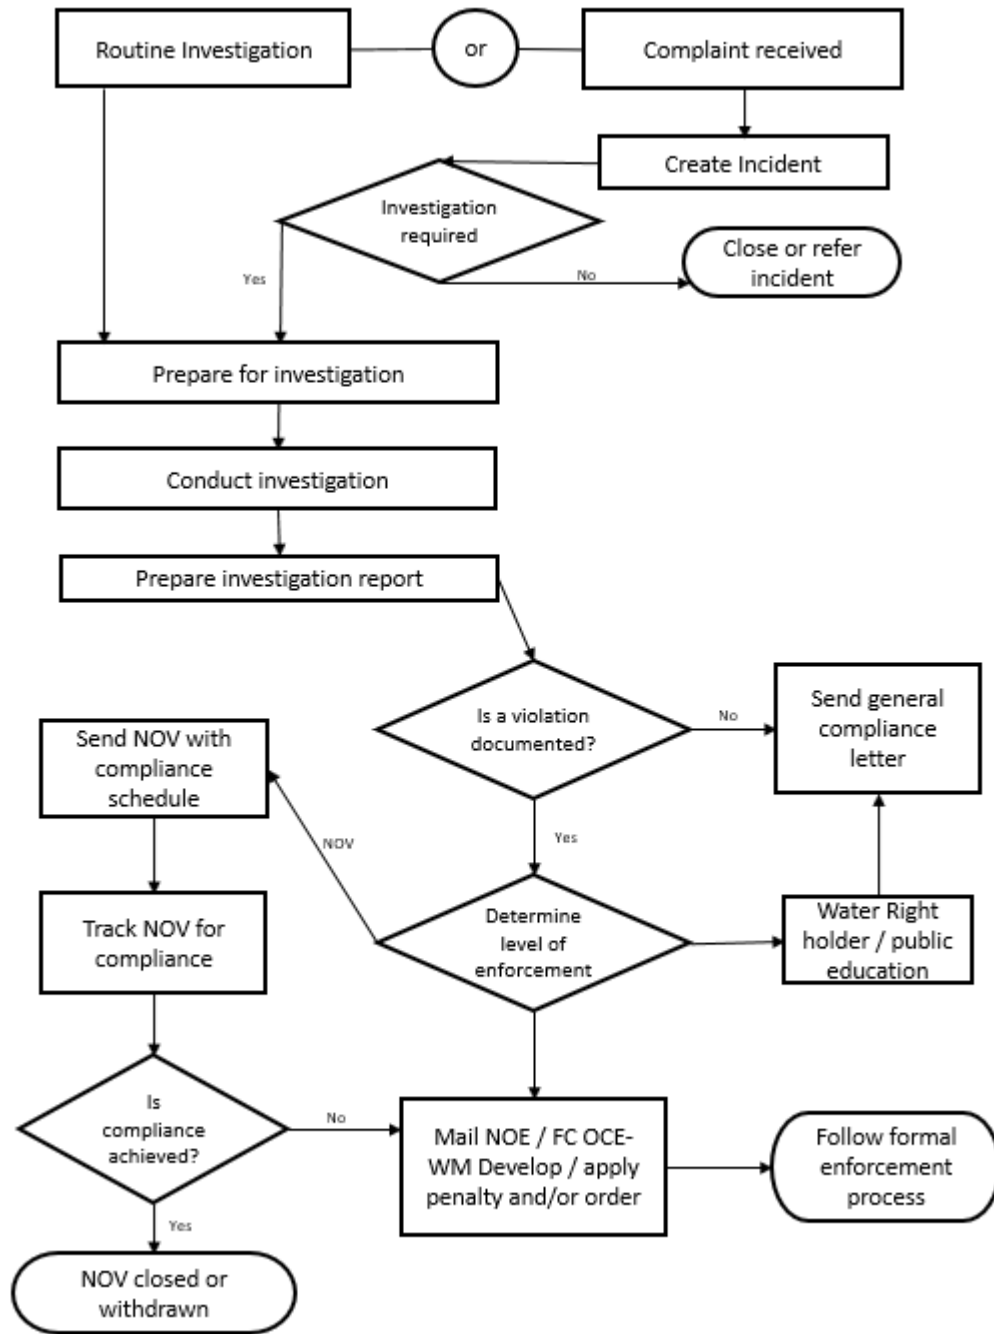 Routine Investigation
or
Complaint received
Create Incident
Investigation
required
Close or refer
incident
Yes
No
Prepare for investigation
Conduct investigation
Prepare investigation report
Is a violation
documented?
No
Send general
compliance
letter
Send NOV with
compliance
schedule
NOV
Yes
Track NOV for
compliance
Determine
level of
enforcement
Water Right
holder / public
education
Is
compliance
achieved?
No
Mail NOE / FC OCE-
WM Develop / apply
penalty and/or order
Follow formal
enforcement
process
Yes
NOV closed or
withdrawn